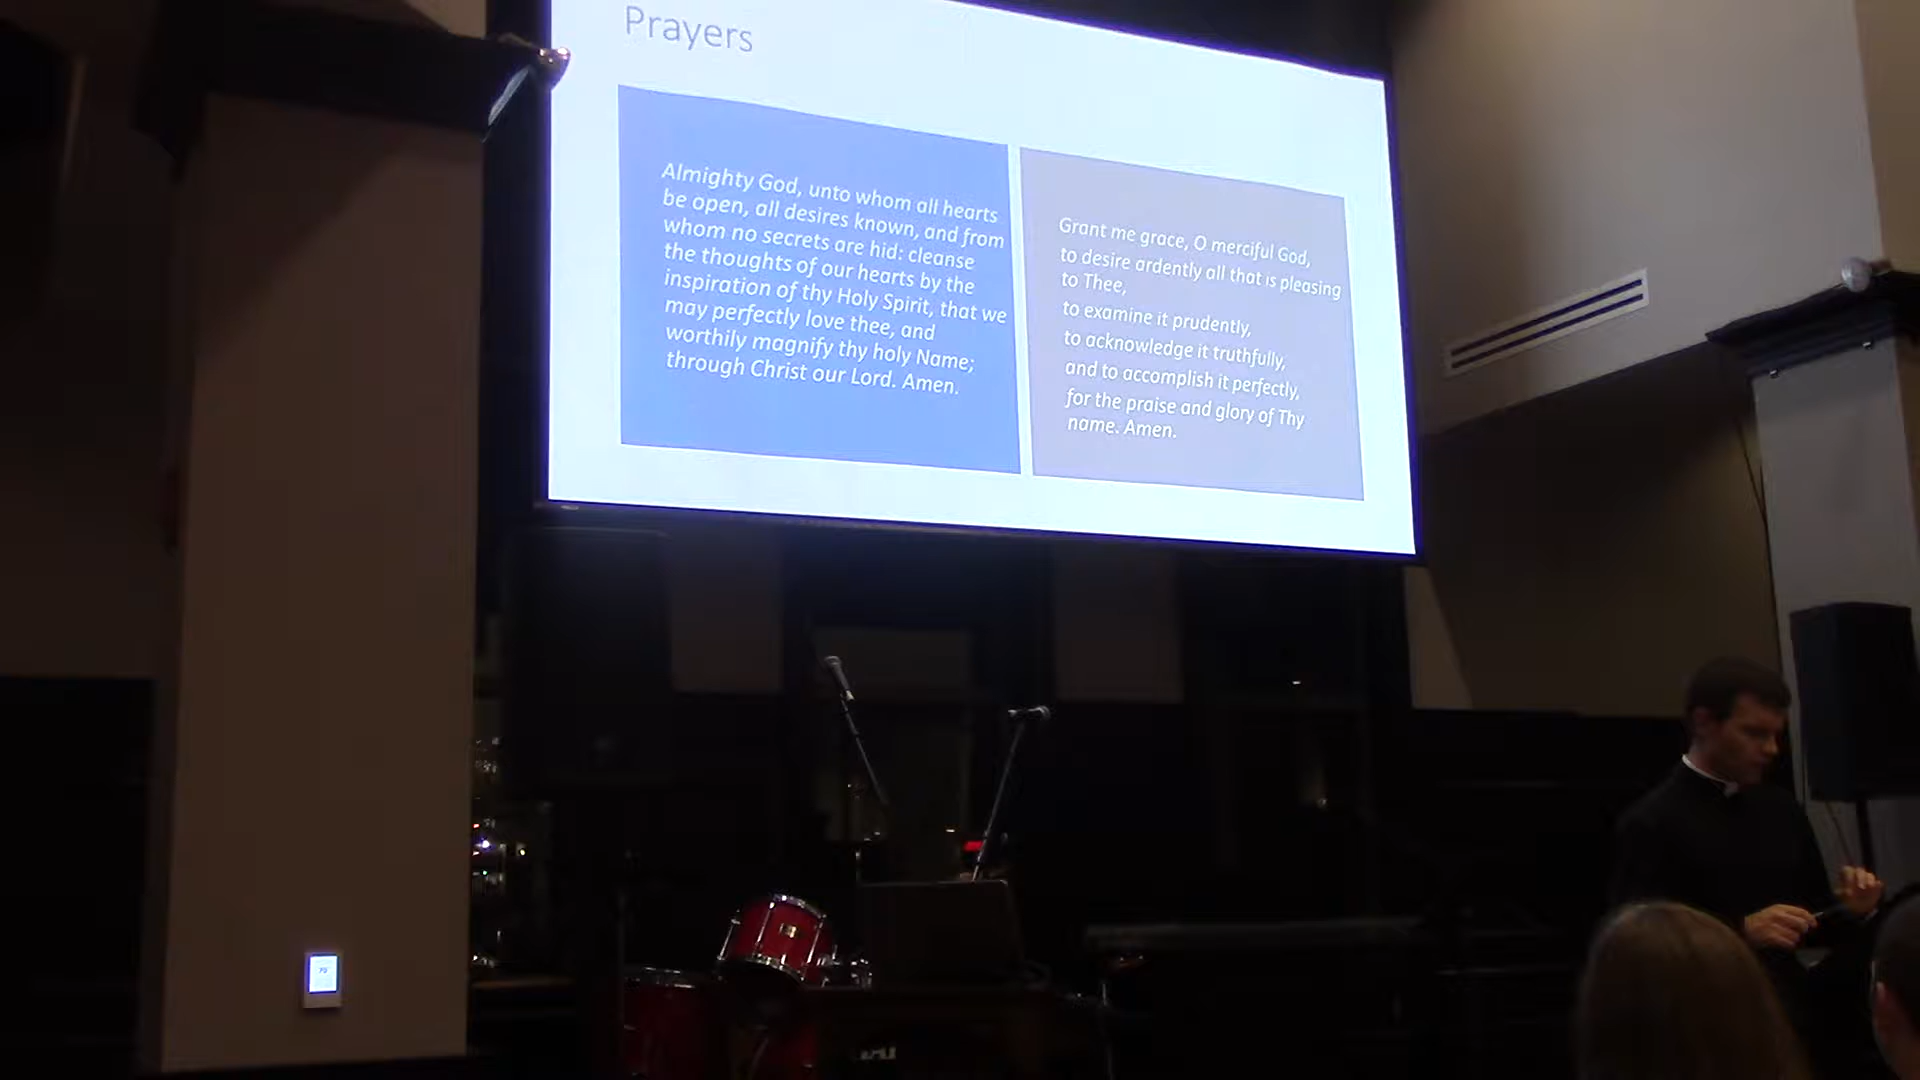 Prayers
Almighty God, unto whom all hearts
be open, all desires known, and from
whom no secrets are hid: cleanse
the thoughts of our hearts by the
inspiration of thy Holy Spirit, that we
may perfectly love thee, and
worthily magnify thy holy Name;
through Christ our Lord. Amen.
Grant me grace, O merciful God,
to desire ardently all that is pleasing
to Thee,
to examine it prudently,
to acknowledge it truthfully,
and to accomplish it perfectly,
for the praise and glory of Thy
name. Amen.